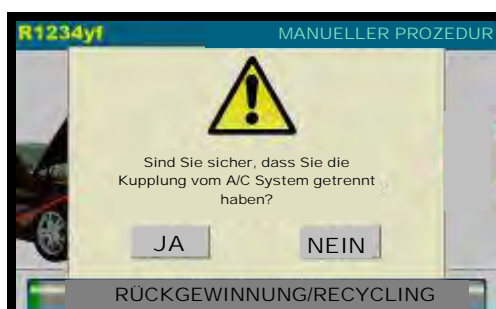 R1234yf MANUELLER PROZEDUR
Sind Sie sicher, dass Sie die
Kupplung vom A/C System getrennt
haben?
JA NEIN
RÜCKGEWINNUNG/RECYCLING